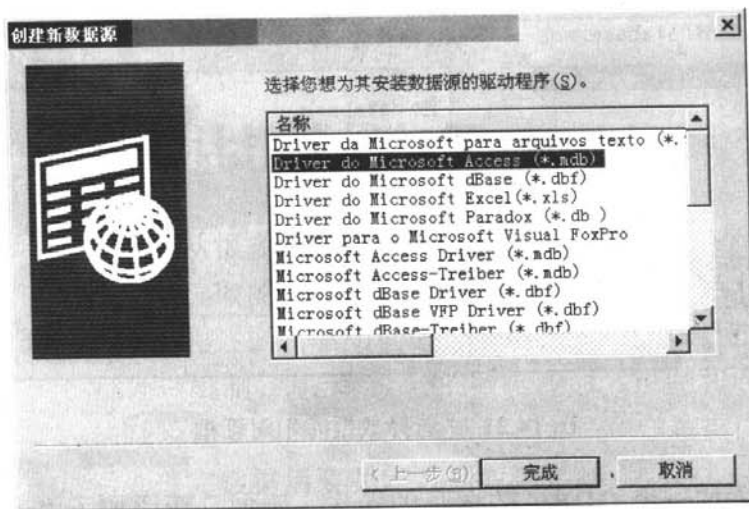 创建新数据源
选择您想为其安装数据源的驱动程序(S)。
名称
Driver da Microsoft para arquivos texto (*.
Driver do Microsoft Access (*.mdb)
Driver do Microsoft dBase (*.dbf)
Driver do Microsoft Excel(*.xls)
Driver do Microsoft Paradox (*.db )
Driver para o Microsoft Visual FoxPro
Microsoft Access Driver (*.mdb)
Microsoft Access-Treiber (*.mdb)
Microsoft dBase Driver (*.dbf)
Microsoft dBase VFP Driver (*.dbf)
Microsoft dBase-Treiber (*.dbf)
< 上一步(B) 完成 取消